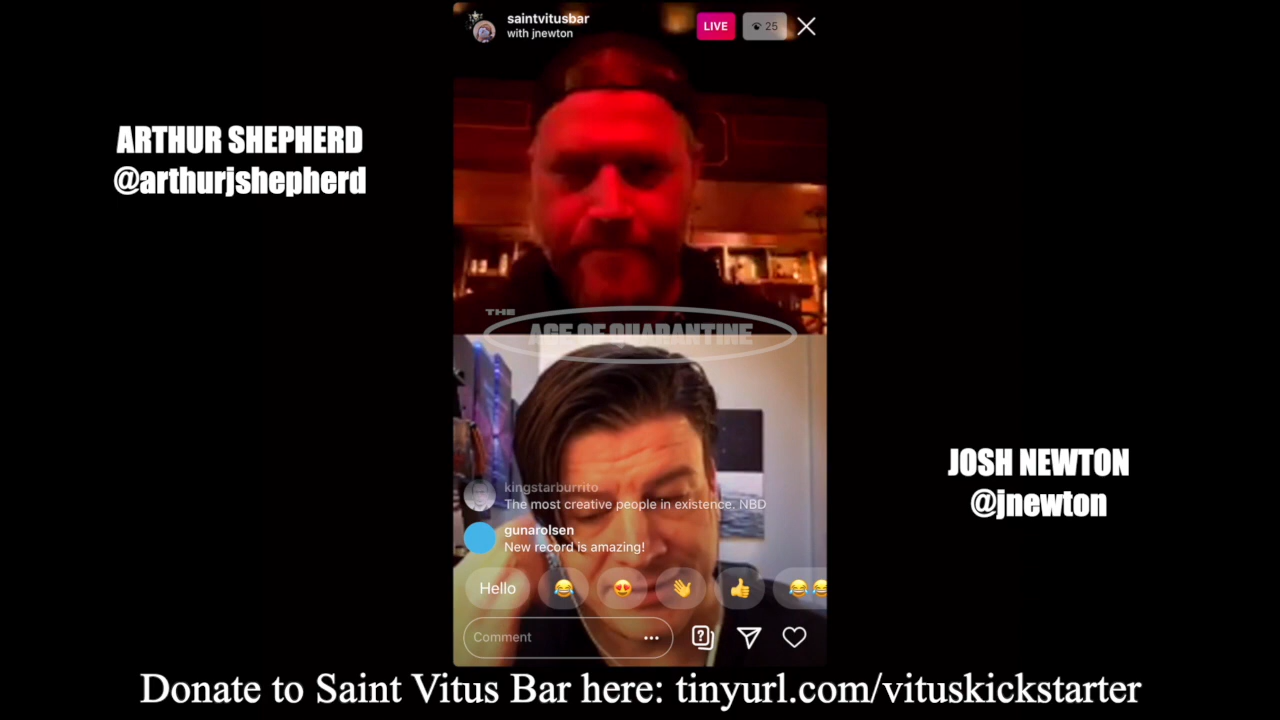 saintvitusbar
with jnewton
LIVE
25
ARTHUR SHEPHERD
@arthurjshepherd
THE
AGE OF QUARANTINE
JOSH NEWTON
@jnewton
kingstarburrito
The most creative people in existence. NBD
gunarolsen
New record is amazing!
Hello
Comment
Donate to Saint Vitus Bar here: tinyurl.com/vituskickstarter